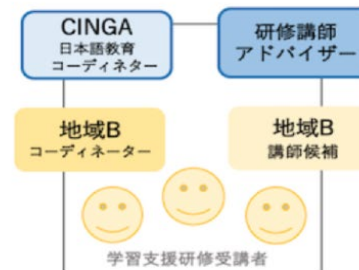 CINGA
日本語教育
コーディネター
研修講師
アドバイザー
地域B
コーディネーター
地域B
講師候補
学習支援研修受講者